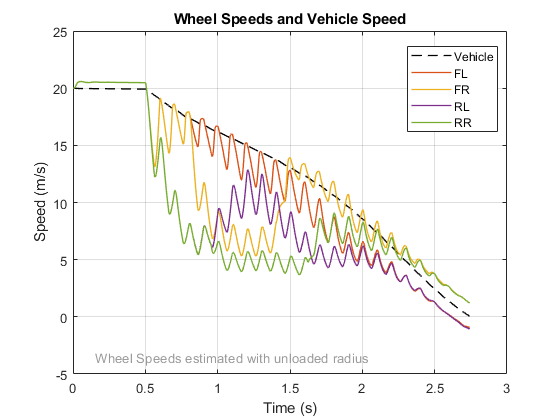 Wheel Speeds and Vehicle Speed
25
20
15
10
5
0
-5
Speed (m/s)
Vehicle
FL
FR
RL
RR
Wheel Speeds estimated with unloaded radius
0
0.5
1
1.5
2
2.5
3
Time (s)